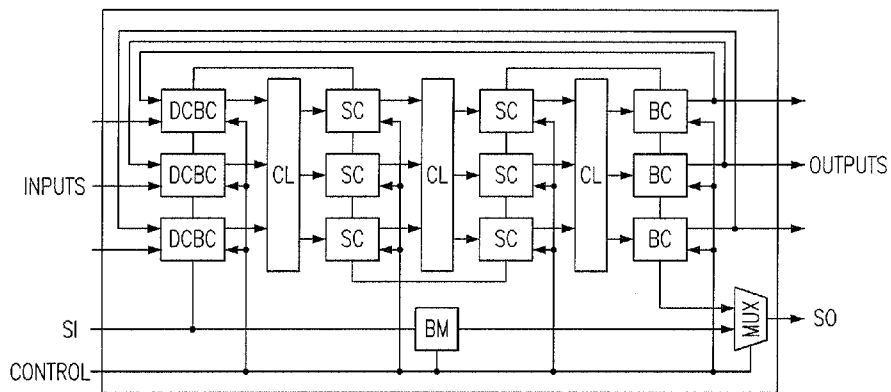 DCBC SC SC BC
DCBC CL SC CL SC CL BC
INPUTS OUTPUTS
DCBC SC SC BC
SI BM MUX SO
CONTROL